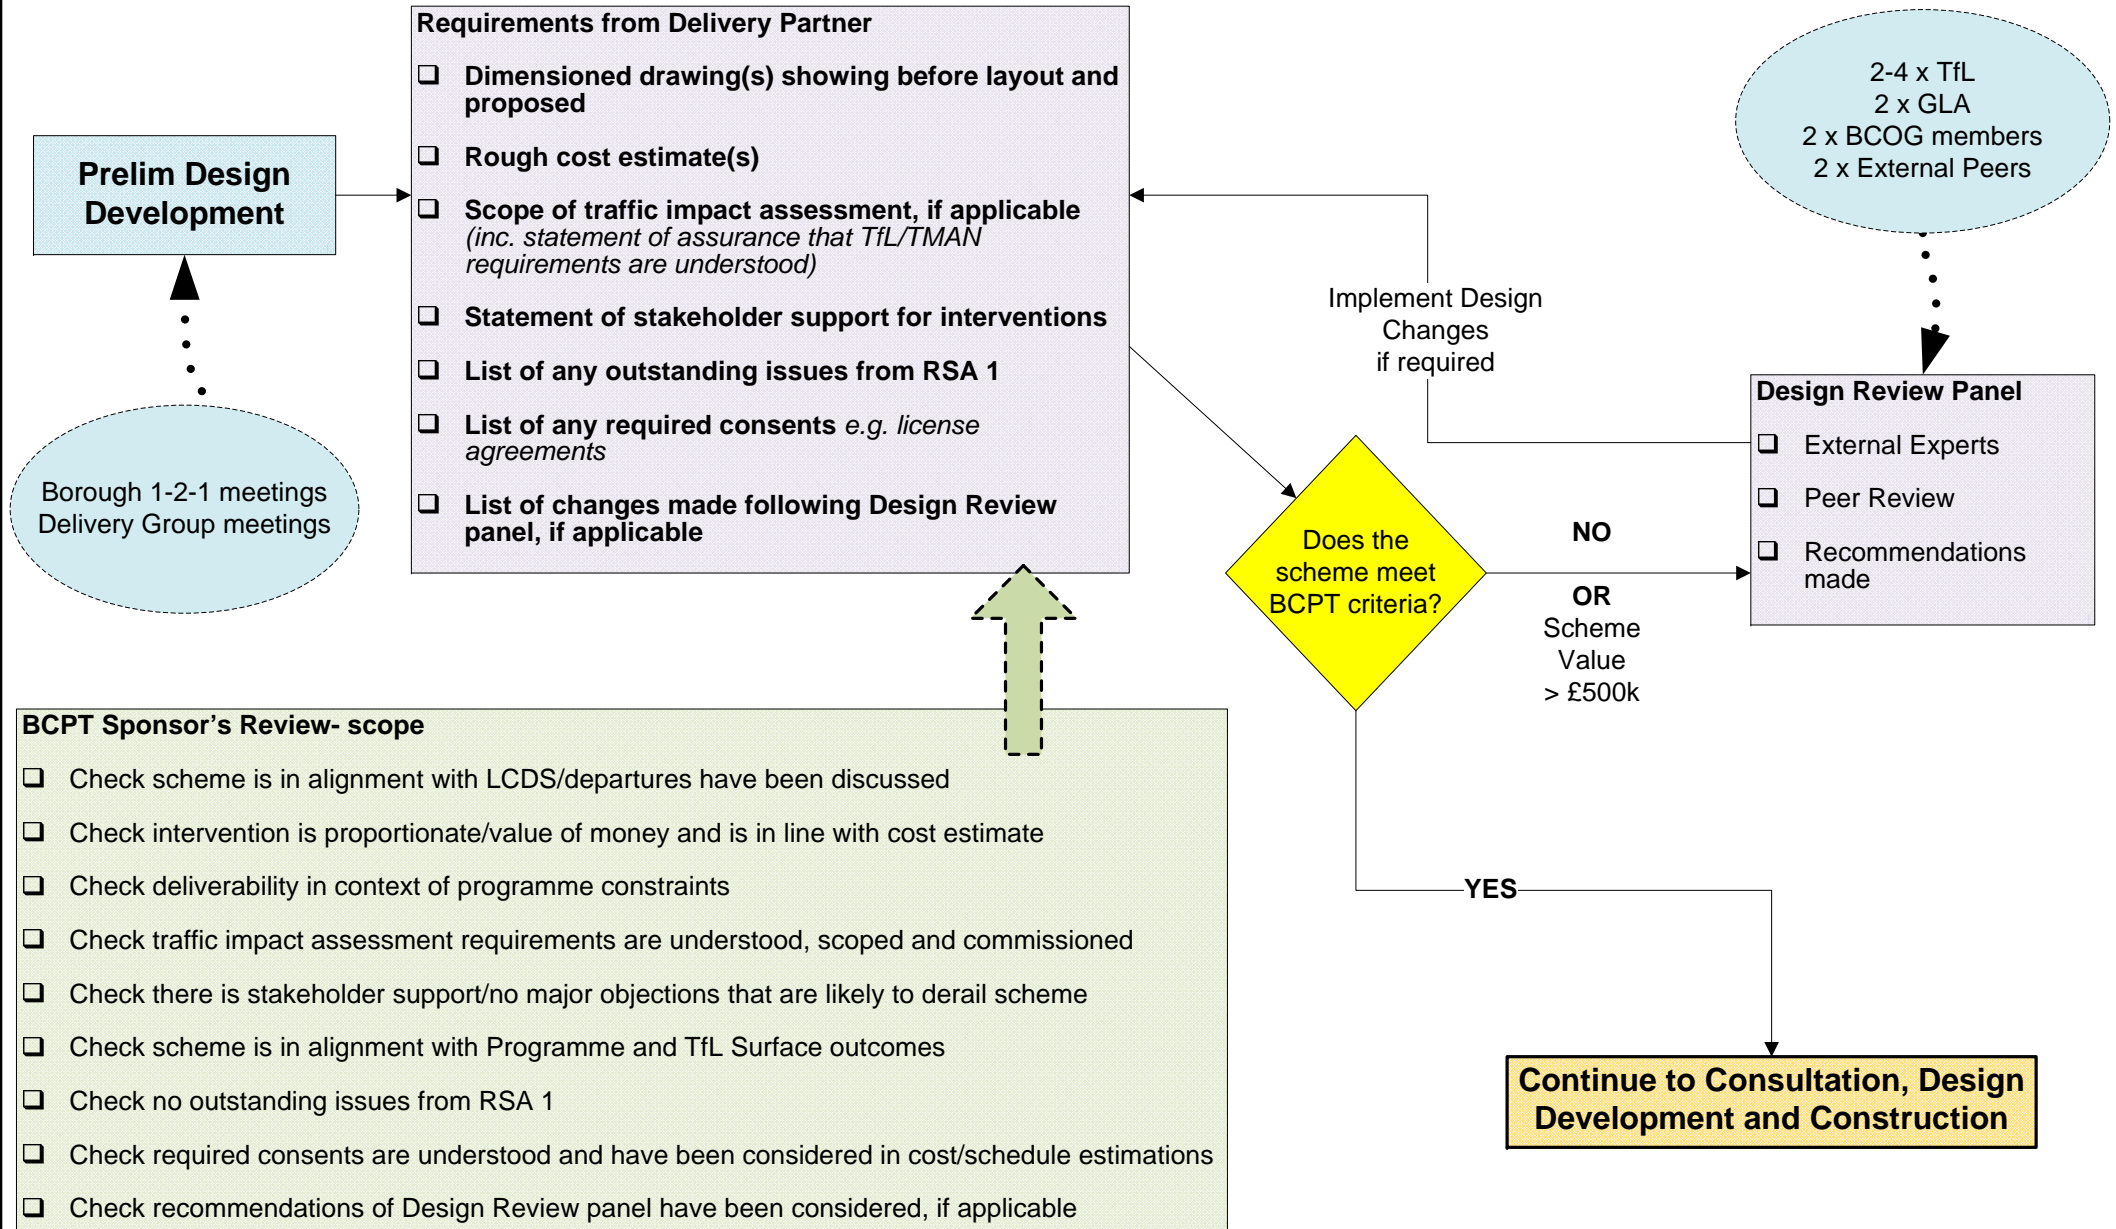 Requirements from Delivery Partner
❑ Dimensioned drawing(s) showing before layout and
proposed
❑ Rough cost estimate(s)
❑ Scope of traffic impact assessment, if applicable
(inc. statement of assurance that TfL/TMAN
requirements are understood)
❑ Statement of stakeholder support for interventions
❑ List of any outstanding issues from RSA 1
❑ List of any required consents e.g. license
agreements
❑ List of changes made following Design Review
panel, if applicable
Prelim Design
Development
Borough 1-2-1 meetings
Delivery Group meetings
2-4 x TfL
2 x GLA
2 x BCOG members
2 x External Peers
Implement Design
Changes
if required
Design Review Panel
❑ External Experts
❑ Peer Review
❑ Recommendations
made
Does the
scheme meet
BCPT criteria?
NO
OR
Scheme
Value
> £500k
YES
Continue to Consultation, Design
Development and Construction
BCPT Sponsor’s Review- scope
❑ Check scheme is in alignment with LCDS/departures have been discussed
❑ Check intervention is proportionate/value of money and is in line with cost estimate
❑ Check deliverability in context of programme constraints
❑ Check traffic impact assessment requirements are understood, scoped and commissioned
❑ Check there is stakeholder support/no major objections that are likely to derail scheme
❑ Check scheme is in alignment with Programme and TfL Surface outcomes
❑ Check no outstanding issues from RSA 1
❑ Check required consents are understood and have been considered in cost/schedule estimations
❑ Check recommendations of Design Review panel have been considered, if applicable